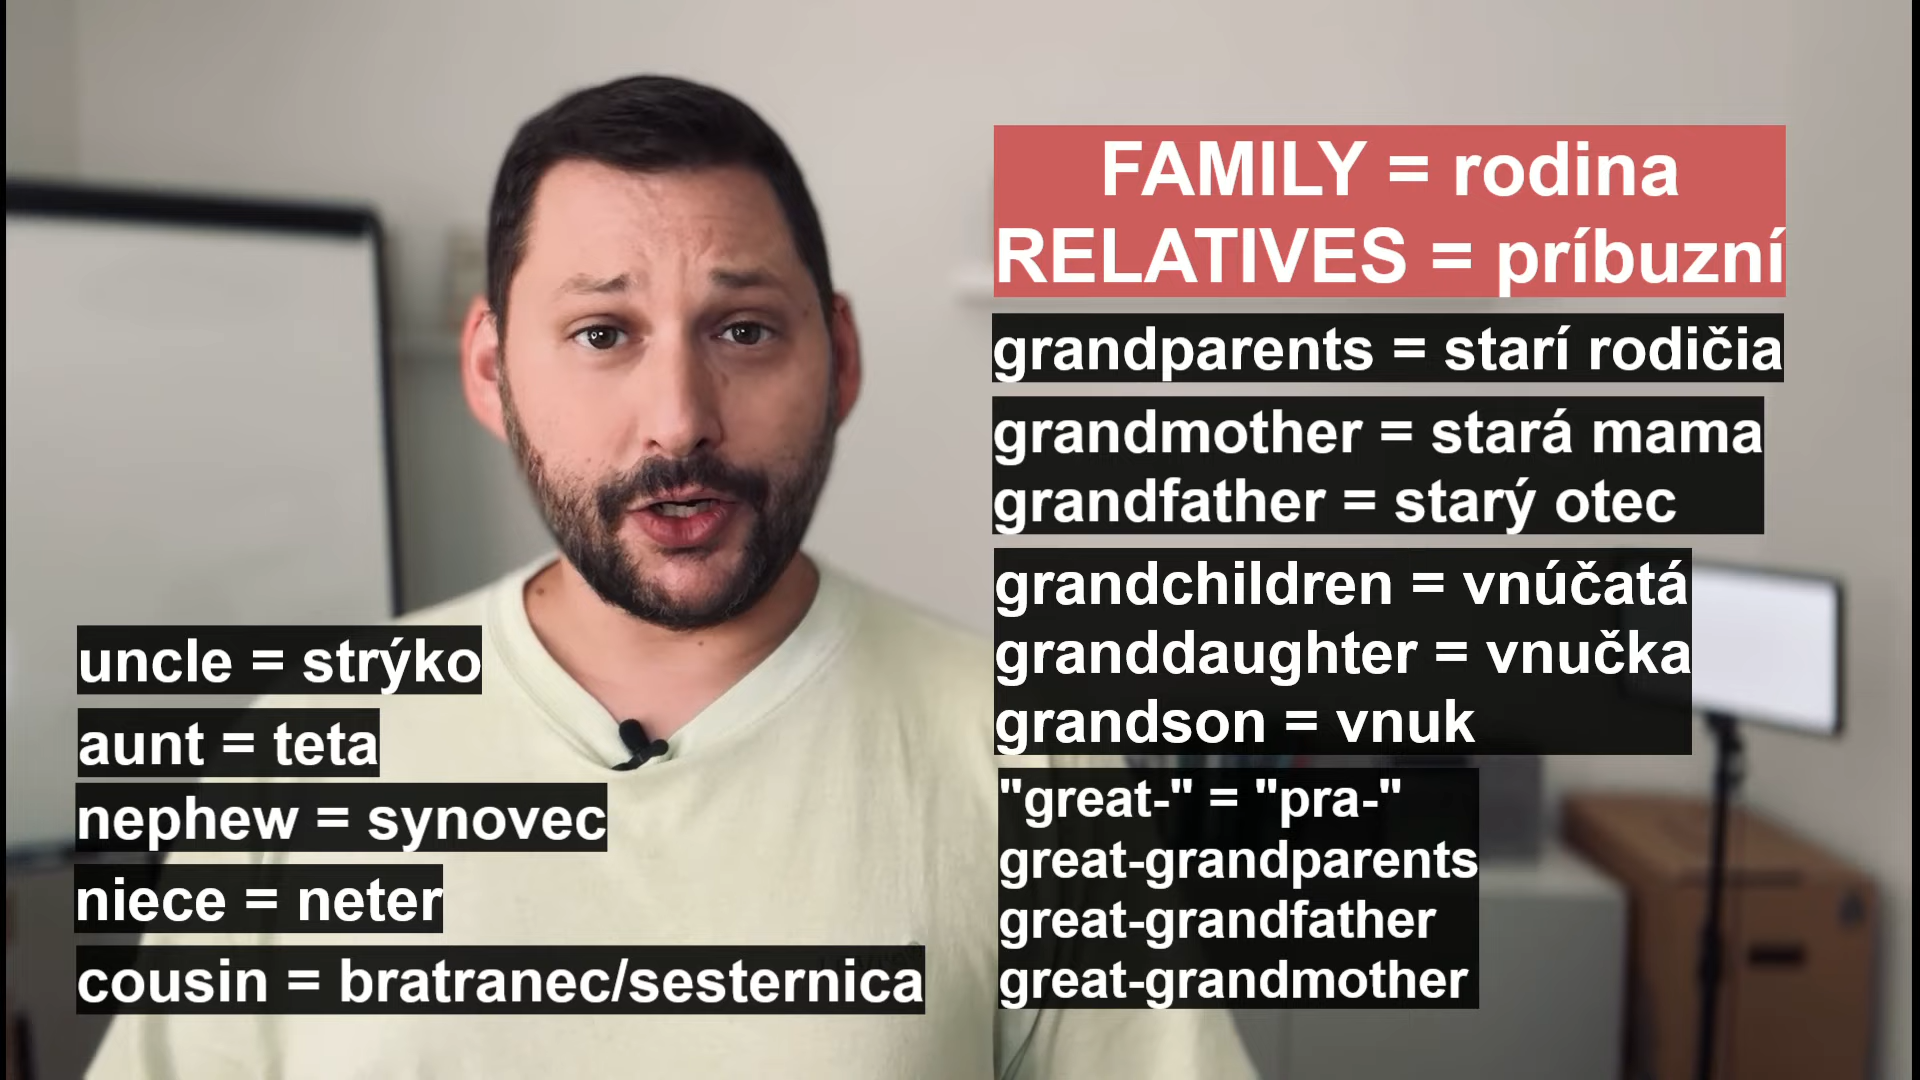 FAMILY = rodina
RELATIVES = príbuzní
grandparents = starí rodičia
grandmother = stará mama
grandfather = starý otec
grandchildren = vnúčatá
granddaughter = vnučka
grandson = vnuk
"great-" = "pra-"
great-grandparents
great-grandfather
great-grandmother
uncle = strýko
aunt = teta
nephew = synovec
niece = neter
cousin = bratranec/sesternica